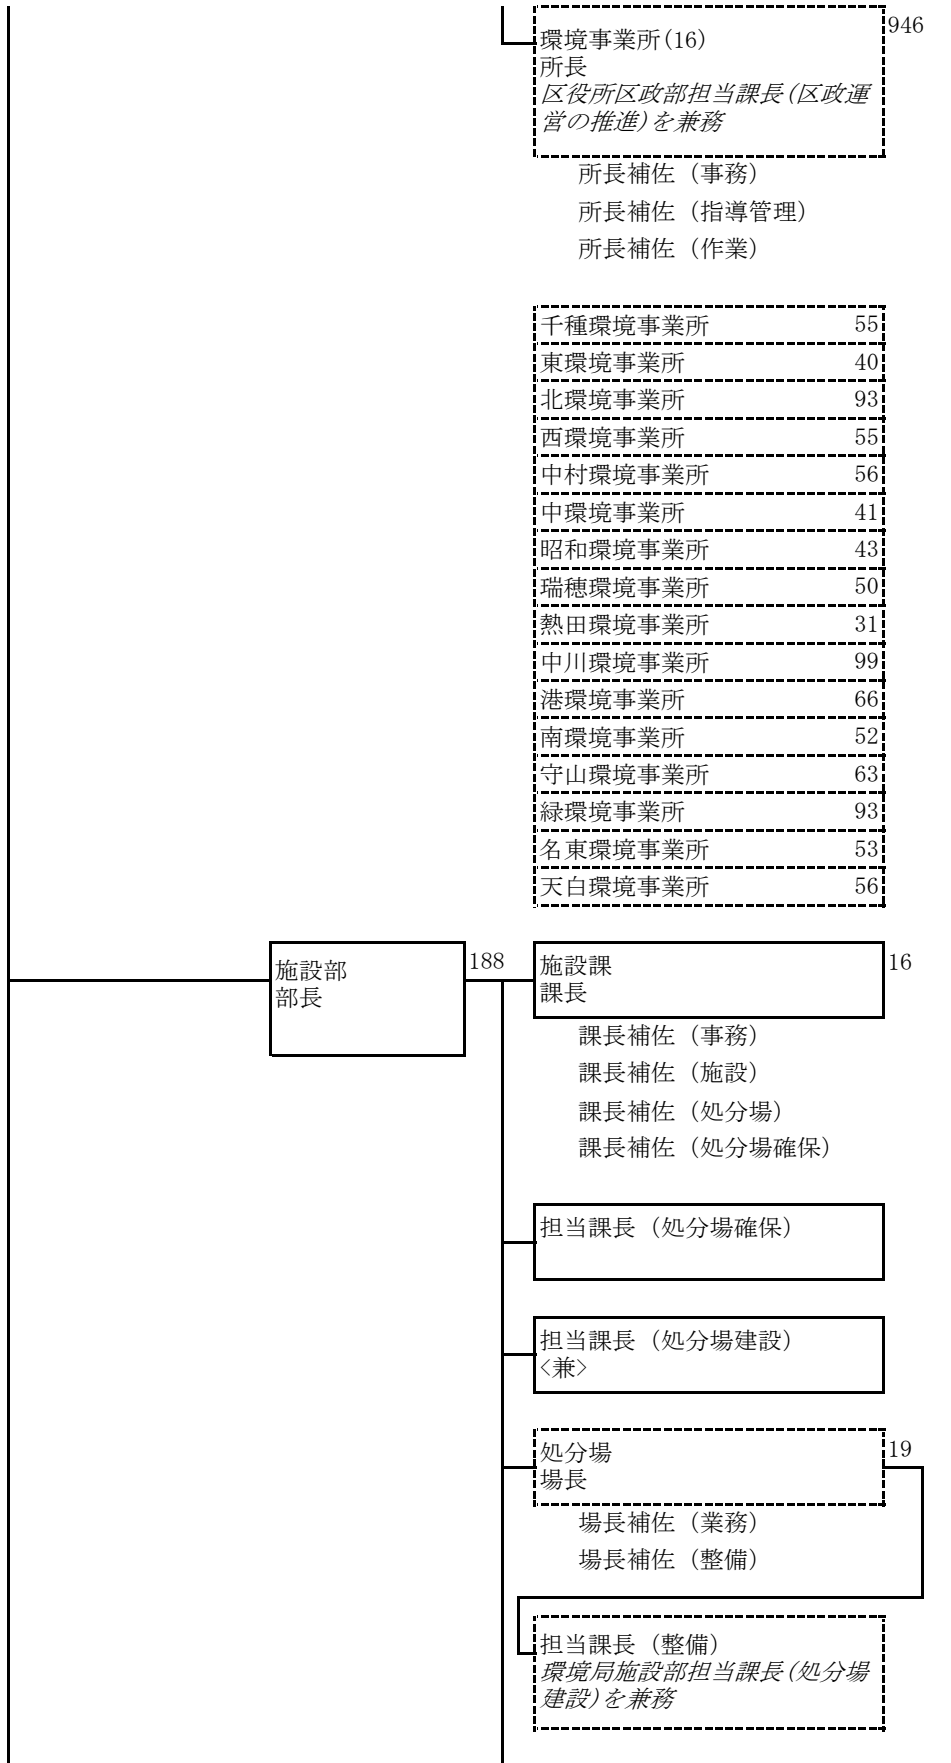 環境事業所(16)
946
所長
区役所区政部担当課長(区政運
営の推進)を兼務
所長補佐（事務）
所長補佐（指導管理）
所長補佐（作業）
千種環境事業所 55
東環境事業所 40
北環境事業所 93
西環境事業所 55
中村環境事業所 56
中環境事業所 41
昭和環境事業所 43
瑞穂環境事業所 50
熱田環境事業所 31
中川環境事業所 99
港環境事業所 66
南環境事業所 52
守山環境事業所 63
緑環境事業所 93
名東環境事業所 53
天白環境事業所 56
施設部
部長
188
施設課
課長
16
課長補佐（事務）
課長補佐（施設）
課長補佐（処分場）
課長補佐（処分場確保）
担当課長（処分場確保）
担当課長（処分場建設）
<兼>
処分場
場長
19
場長補佐（業務）
場長補佐（整備）
担当課長（整備）
環境局施設部担当課長(処分場
建設)を兼務